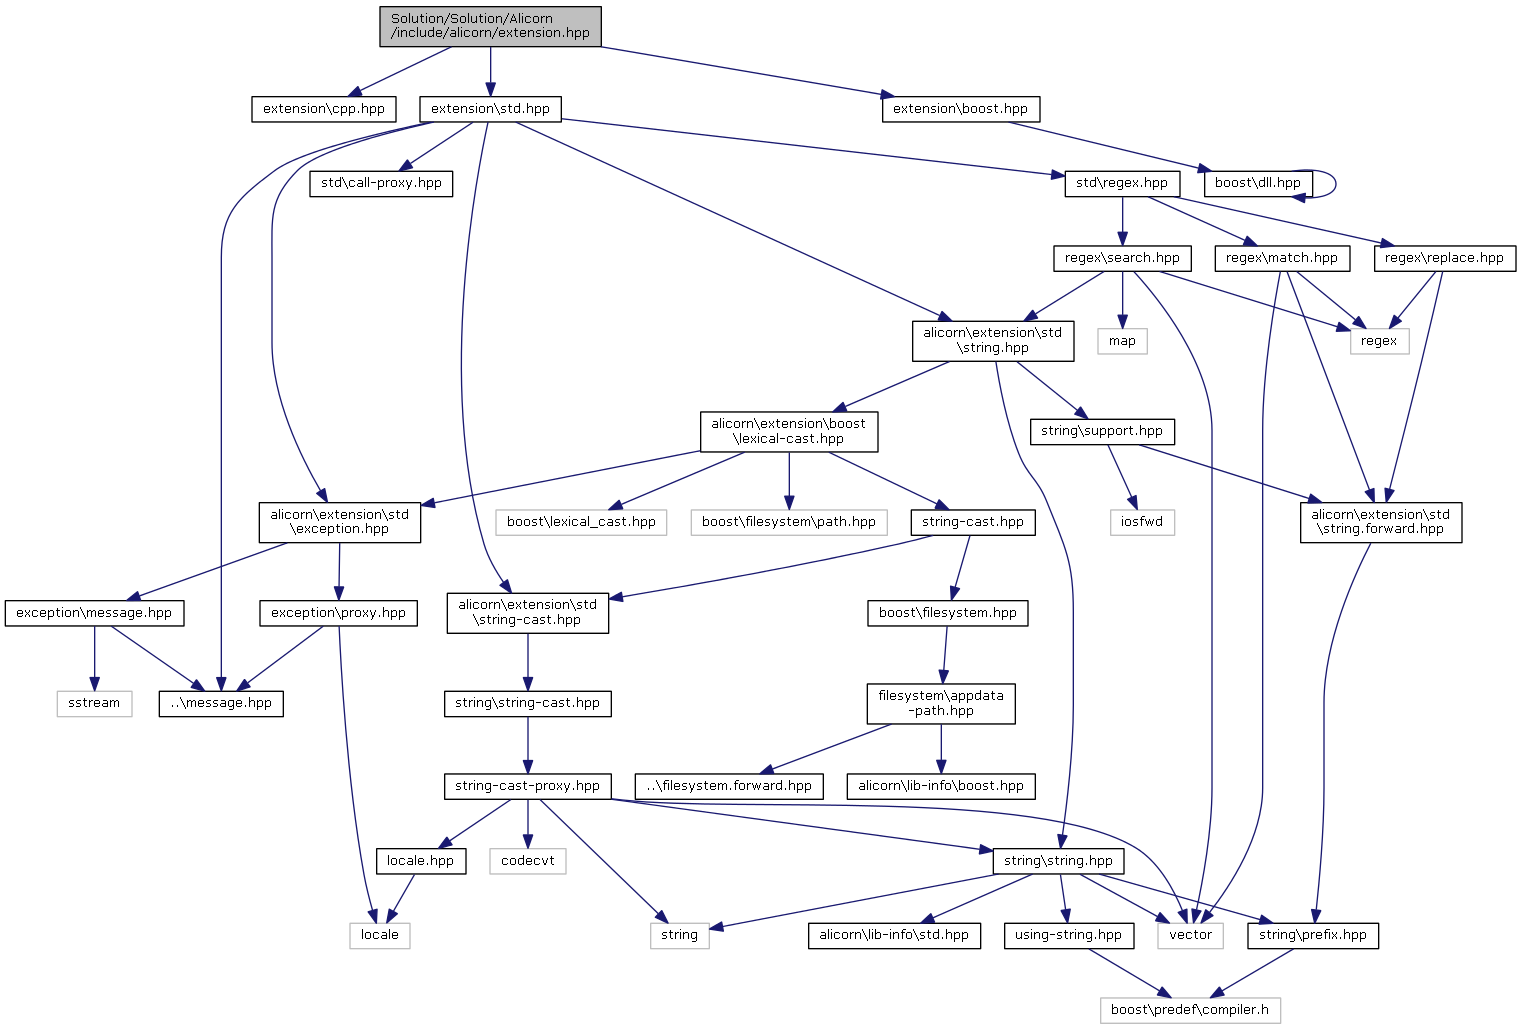 Solution/Solution/Alicorn
/include/alicorn/extension.hpp
extension\cpp.hpp
extension\std.hpp
extension\boost.hpp
std\call-proxy.hpp
std\regex.hpp
boost\dll.hpp
regex\search.hpp
regex\match.hpp
regex\replace.hpp
alicorn\extension\std
\string.hpp
map
regex
alicorn\extension\boost
\lexical-cast.hpp
string\support.hpp
alicorn\extension\std
\exception.hpp
boost\lexical_cast.hpp
boost\filesystem\path.hpp
string-cast.hpp
iosfwd
alicorn\extension\std
\string.forward.hpp
exception\message.hpp
exception\proxy.hpp
alicorn\extension\std
\string-cast.hpp
boost\filesystem.hpp
sstream
..\message.hpp
string\string-cast.hpp
filesystem\appdata
-path.hpp
string-cast-proxy.hpp
..\filesystem.forward.hpp
alicorn\lib-info\boost.hpp
locale.hpp
codecvt
string\string.hpp
locale
string
alicorn\lib-info\std.hpp
using-string.hpp
vector
string\prefix.hpp
boost\predef\compiler.h